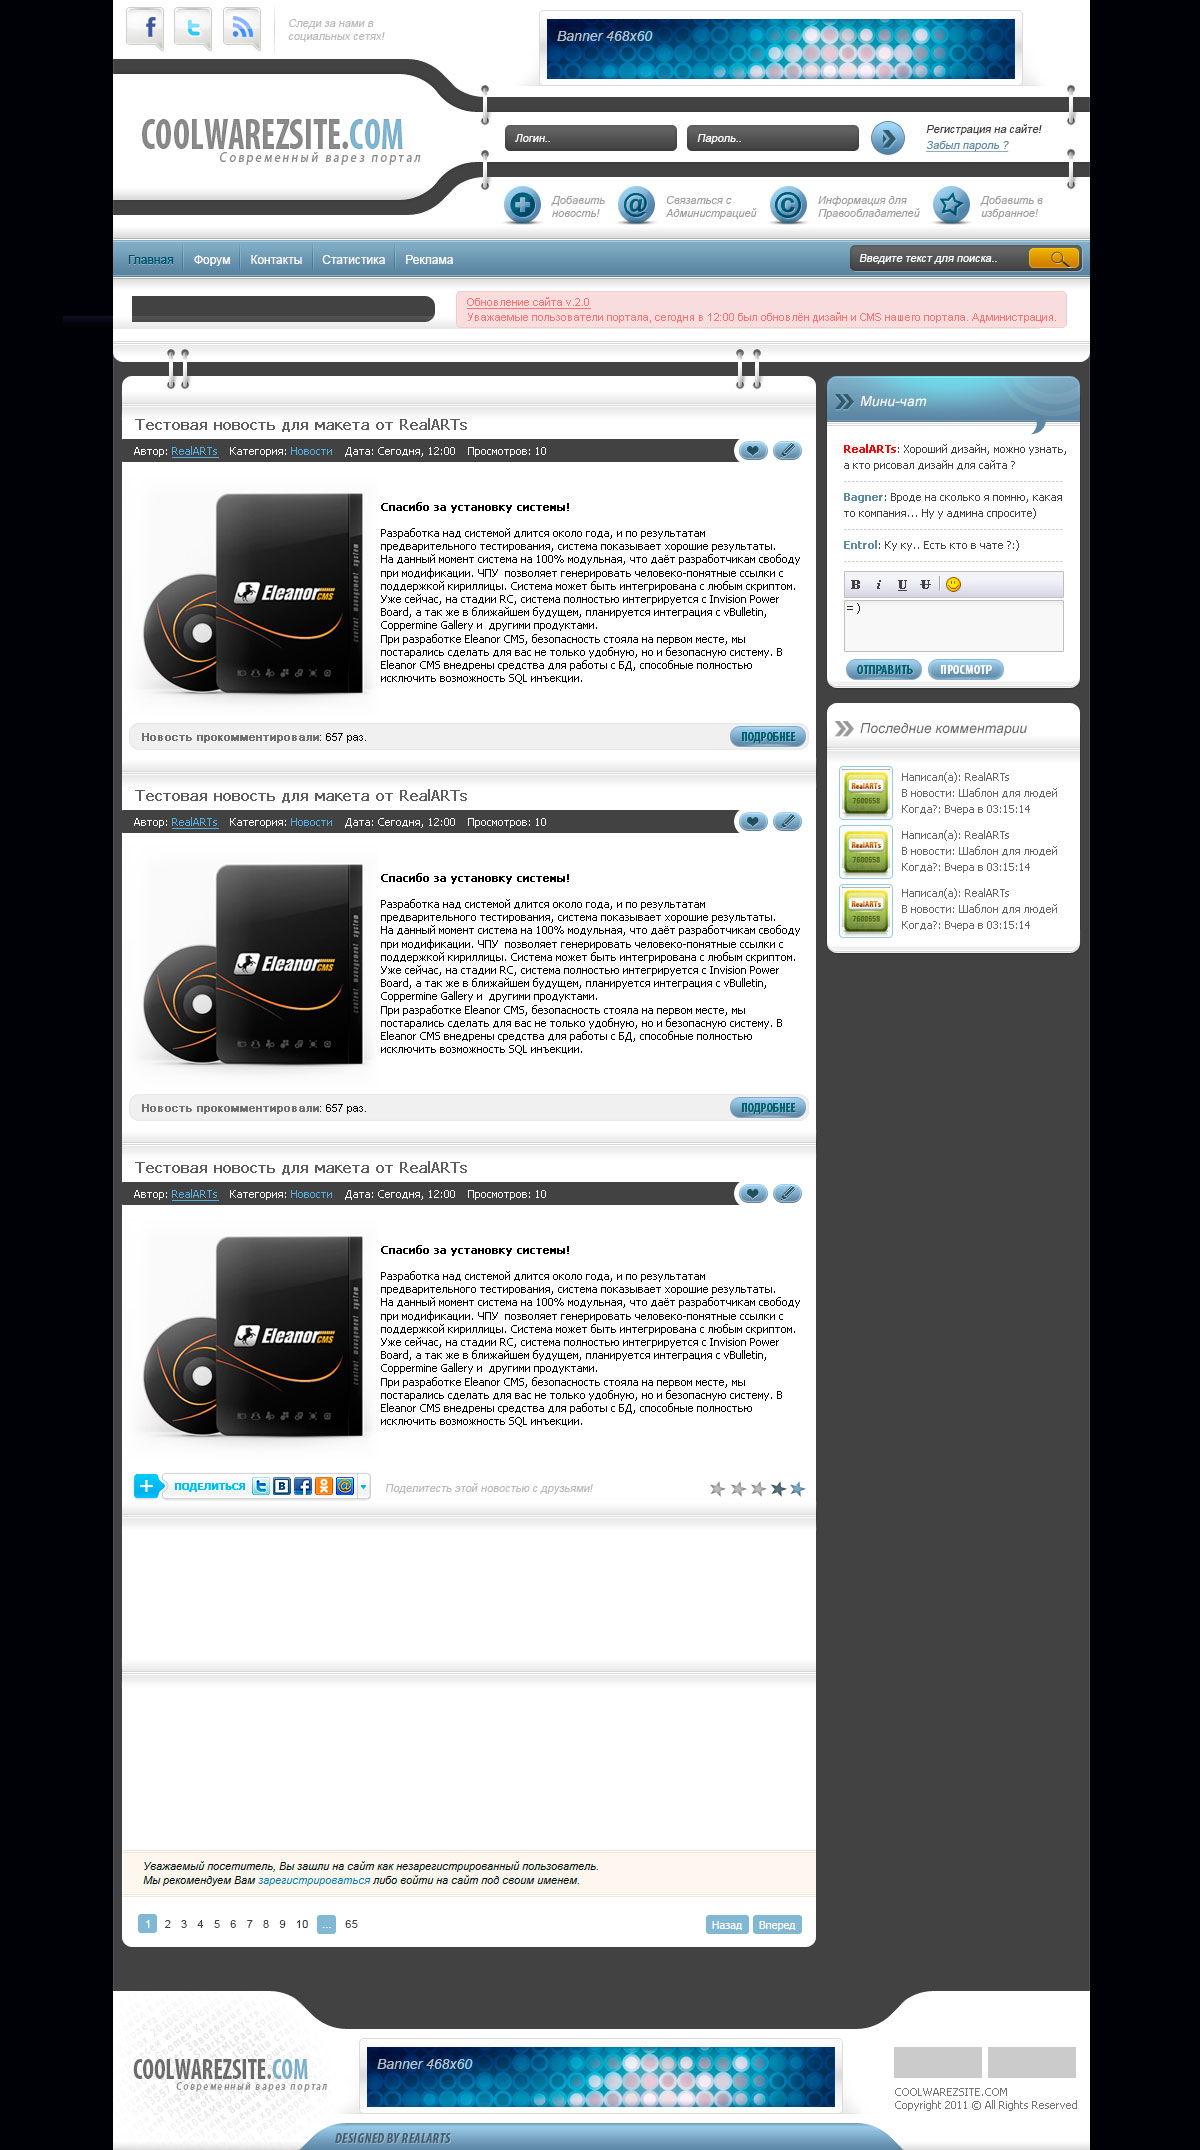 Следи за нами в
социальных сетях!
Banner 468x60
COOLWAREZSITE.COM
Современный варез портал
Логин..
Пароль..
Регистрация на сайте!
Забыл пароль ?
Добавить
новость!
Связаться с
Администрацией
Информация для
Правообладателей
Добавить в
избранное!
Главная Форум Контакты Статистика Реклама
Введите текст для поиска..
Обновление сайта v.2.0
Уважаемые пользователи портала, сегодня в 12:00 был обновлён дизайн и CMS нашего портала. Администрация.
Тестовая новость для макета от RealARTs
Автор: RealARTs Категория: Новости Дата: Сегодня, 12:00 Просмотров: 10
Eleanor CMS
content management system
Спасибо за установку системы!
Разработка над системой длится около года, и по результатам
предварительного тестирования, система показывает хорошие результаты.
На данный момент система на 100% модульная, что даёт разработчикам свободу
при модификации. ЧПУ позволяет генерировать человеко-понятные ссылки с
поддержкой кириллицы. Система может быть интегрирована с любым скриптом.
Уже сейчас, на стадии RC, система полностью интегрируется с Invision Power
Board, а так же в ближайшем будущем, планируется интеграция с vBulletin,
Coppermine Gallery и другими продуктами.
При разработке Eleanor CMS, безопасность стояла на первом месте, мы
постарались сделать для вас не только удобную, но и безопасную систему. В
Eleanor CMS внедрены средства для работы с БД, способные полностью
исключить возможность SQL инъекции.
Новость прокомментировали: 657 раз.
ПОДРОБНЕЕ
Тестовая новость для макета от RealARTs
Автор: RealARTs Категория: Новости Дата: Сегодня, 12:00 Просмотров: 10
Eleanor CMS
content management system
Спасибо за установку системы!
Разработка над системой длится около года, и по результатам
предварительного тестирования, система показывает хорошие результаты.
На данный момент система на 100% модульная, что даёт разработчикам свободу
при модификации. ЧПУ позволяет генерировать человеко-понятные ссылки с
поддержкой кириллицы. Система может быть интегрирована с любым скриптом.
Уже сейчас, на стадии RC, система полностью интегрируется с Invision Power
Board, а так же в ближайшем будущем, планируется интеграция с vBulletin,
Coppermine Gallery и другими продуктами.
При разработке Eleanor CMS, безопасность стояла на первом месте, мы
постарались сделать для вас не только удобную, но и безопасную систему. В
Eleanor CMS внедрены средства для работы с БД, способные полностью
исключить возможность SQL инъекции.
Новость прокомментировали: 657 раз.
ПОДРОБНЕЕ
Тестовая новость для макета от RealARTs
Автор: RealARTs Категория: Новости Дата: Сегодня, 12:00 Просмотров: 10
Eleanor CMS
content management system
Спасибо за установку системы!
Разработка над системой длится около года, и по результатам
предварительного тестирования, система показывает хорошие результаты.
На данный момент система на 100% модульная, что даёт разработчикам свободу
при модификации. ЧПУ позволяет генерировать человеко-понятные ссылки с
поддержкой кириллицы. Система может быть интегрирована с любым скриптом.
Уже сейчас, на стадии RC, система полностью интегрируется с Invision Power
Board, а так же в ближайшем будущем, планируется интеграция с vBulletin,
Coppermine Gallery и другими продуктами.
При разработке Eleanor CMS, безопасность стояла на первом месте, мы
постарались сделать для вас не только удобную, но и безопасную систему. В
Eleanor CMS внедрены средства для работы с БД, способные полностью
исключить возможность SQL инъекции.
ПОДЕЛИТЬСЯ
Поделитесть этой новостью с друзьями!
Уважаемый посетитель, Вы зашли на сайт как незарегистрированный пользователь.
Мы рекомендуем Вам зарегистрироваться либо войти на сайт под своим именем.
1 2 3 4 5 6 7 8 9 10 ... 65
Назад Вперед
Мини-чат
RealARTs: Хороший дизайн, можно узнать,
а кто рисовал дизайн для сайта ?
Bagner: Вроде на сколько я помню, какая
то компания... Ну у админа спросите)
Entrol: Ку ку.. Есть кто в чате ?:)
B i U T
= )
ОТПРАВИТЬ ПРОСМОТР
Последние комментарии
RealARTs
7600658
Написал(а): RealARTs
В новости: Шаблон для людей
Когда?: Вчера в 03:15:14
RealARTs
7600658
Написал(а): RealARTs
В новости: Шаблон для людей
Когда?: Вчера в 03:15:14
RealARTs
7600658
Написал(а): RealARTs
В новости: Шаблон для людей
Когда?: Вчера в 03:15:14
COOLWAREZSITE.COM
Современный варез портал
Banner 468x60
COOLWAREZSITE.COM
Copyright 2011 © All Rights Reserved
DESIGNED BY REALARTS